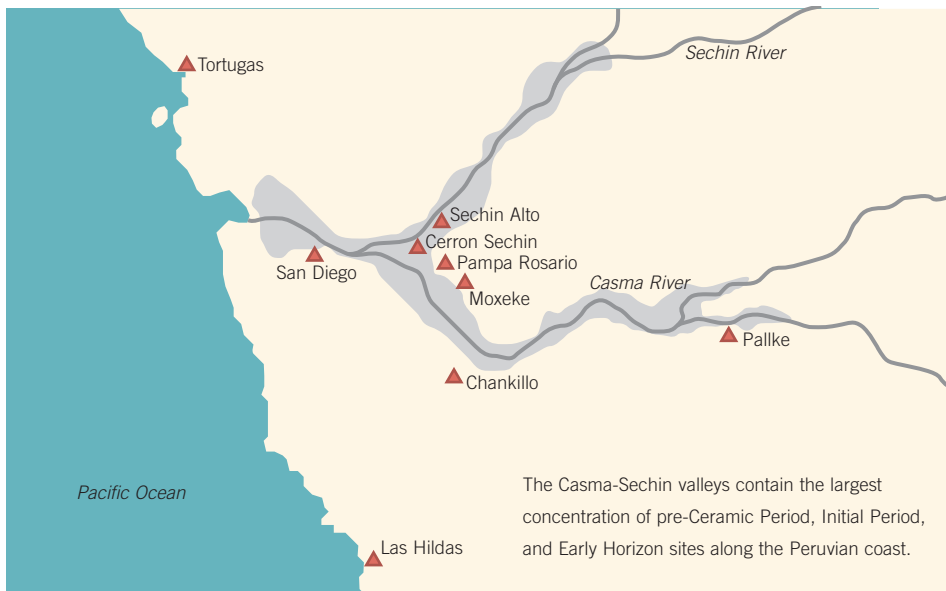 Sechin River
Tortugas
Sechin Alto
Cerron Sechin
Pampa Rosario
San Diego
Casma River
Moxeke
Pallke
Chankillo
Pacific Ocean
The Casma-Sechin valleys contain the largest
concentration of pre-Ceramic Period, Initial Period,
and Early Horizon sites along the Peruvian coast.
Las Hildas